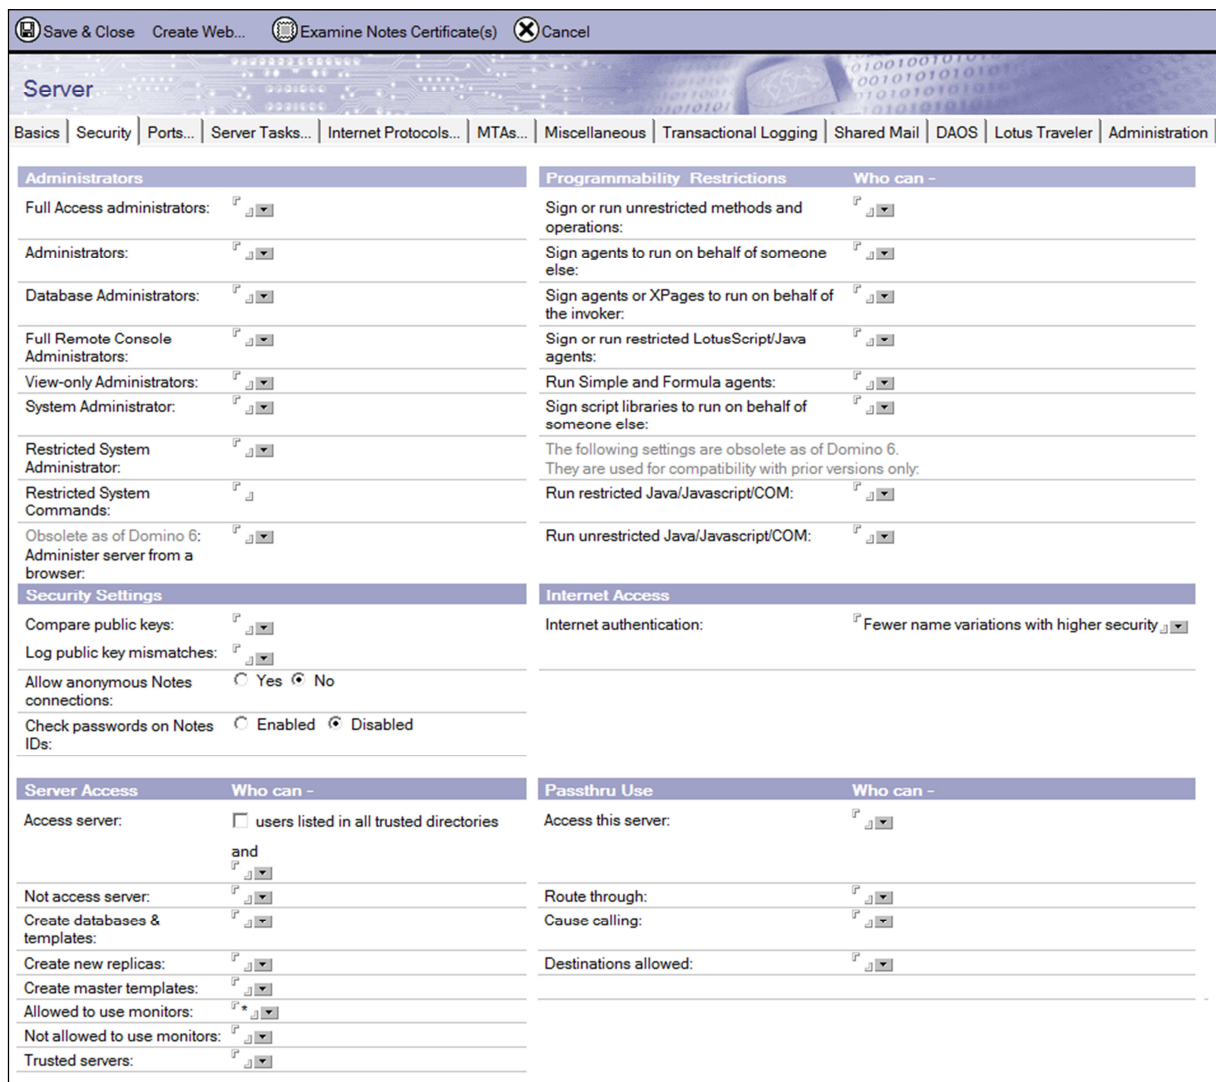 Save & Close Create Web... Examine Notes Certificate(s) Cancel
Server
Basics Security Ports... Server Tasks... Internet Protocols... MTAs... Miscellaneous Transactional Logging Shared Mail DAOS Lotus Traveler Administration
Administrators
Full Access administrators:
Administrators:
Database Administrators:
Full Remote Console
Administrators:
View-only Administrators:
System Administrator:
Restricted System
Administrator:
Restricted System
Commands:
Obsolete as of Domino 6:
Administer server from a
browser:
Programmability Restrictions Who can -
Sign or run unrestricted methods and
operations:
Sign agents to run on behalf of someone
else:
Sign agents or XPages to run on behalf of
the invoker:
Sign or run restricted LotusScript/Java
agents:
Run Simple and Formula agents:
Sign script libraries to run on behalf of
someone else:
The following settings are obsolete as of Domino 6.
They are used for compatibility with prior versions only:
Run restricted Java/Javascript/COM:
Run unrestricted Java/Javascript/COM:
Security Settings
Compare public keys:
Log public key mismatches:
Allow anonymous Notes Yes No
connections:
Check passwords on Notes Enabled Disabled
IDs:
Internet Access
Internet authentication: Fewer name variations with higher security
Server Access Who can -
Access server: users listed in all trusted directories
and
Not access server:
Create databases &
templates:
Create new replicas:
Create master templates:
Allowed to use monitors: *
Not allowed to use monitors:
Trusted servers:
Passthru Use Who can -
Access this server:
Route through:
Cause calling:
Destinations allowed: